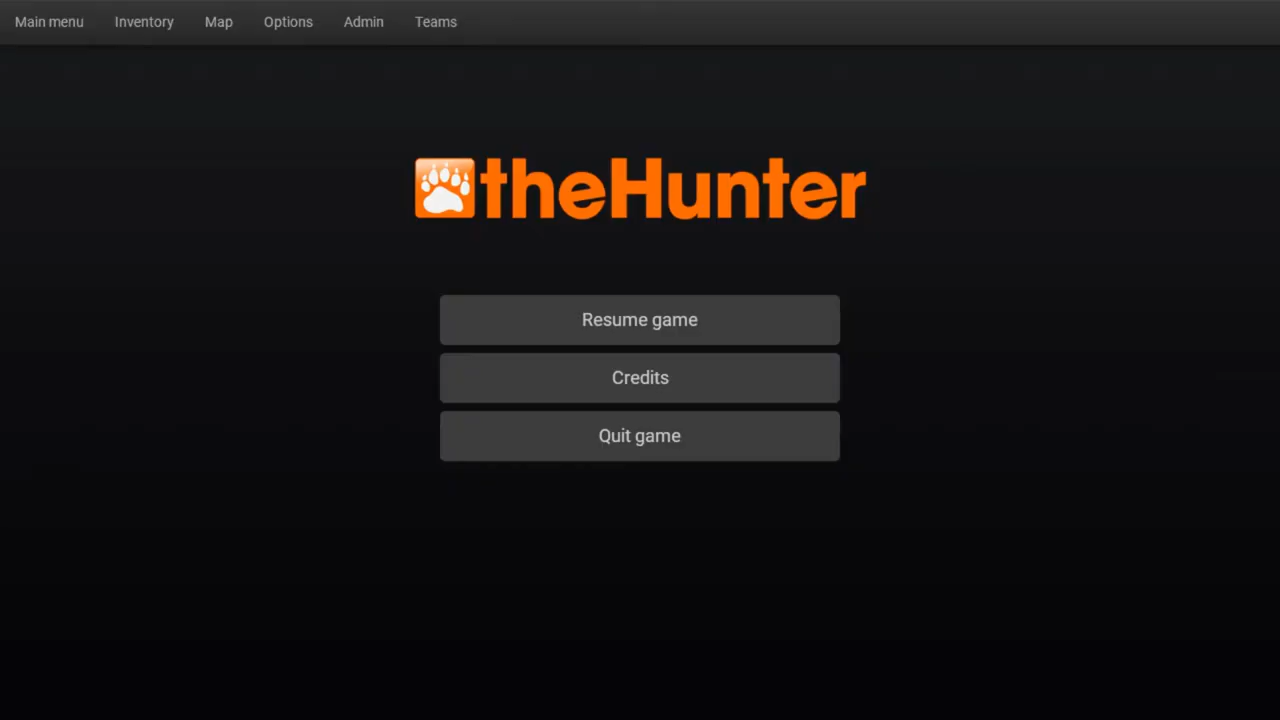 Main menu Inventory Map Options Admin Teams
theHunter
Resume game
Credits
Quit game